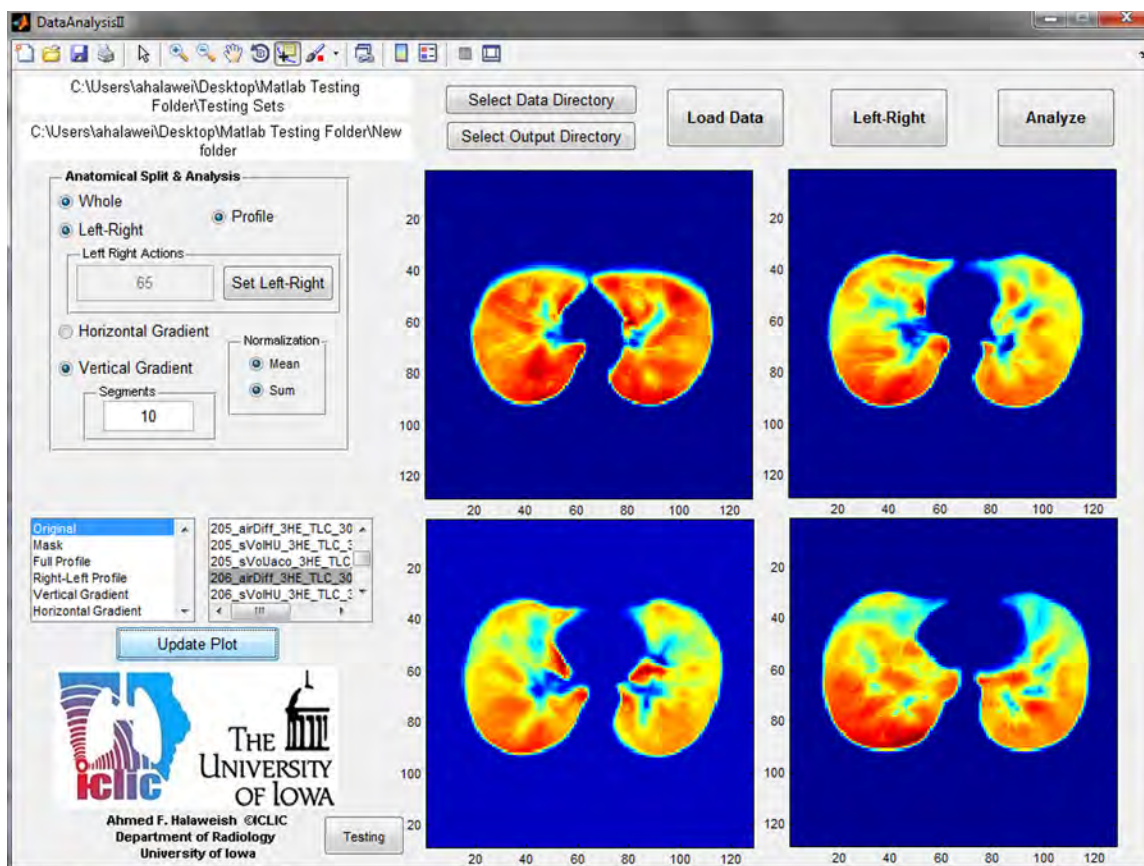 DataAnalysisII
C:\Users\ahalawei\Desktop\Matlab Testing
Folder\Testing Sets
C:\Users\ahalawei\Desktop\Matlab Testing Folder\New
folder
Select Data Directory
Select Output Directory
Load Data
Left-Right
Analyze
Anatomical Split & Analysis
Whole
Profile
Left-Right
Left Right Actions
65
Set Left-Right
Horizontal Gradient
Normalization
Mean
Sum
Vertical Gradient
Segments
10
Original
Mask
Full Profile
Right-Left Profile
Vertical Gradient
Horizontal Gradient
205_airDiff_3HE_TLC_30
205_sVolHU_3HE_TLC_3
205_sVolUaco_3HE_TLC
206_airDiff_3HE_TLC_30
206_sVolHU_3HE_TLC_3
Update Plot
iclic
THE
UNIVERSITY
OF IOWA
Ahmed F. Halaweish ©ICLIC
Department of Radiology
University of Iowa
Testing
20
40
60
80
100
120
20 40 60 80 100 120
20
40
60
80
100
120
20 40 60 80 100 120
20
40
60
80
100
120
20 40 60 80 100 120
20
40
60
80
100
120
20 40 60 80 100 120